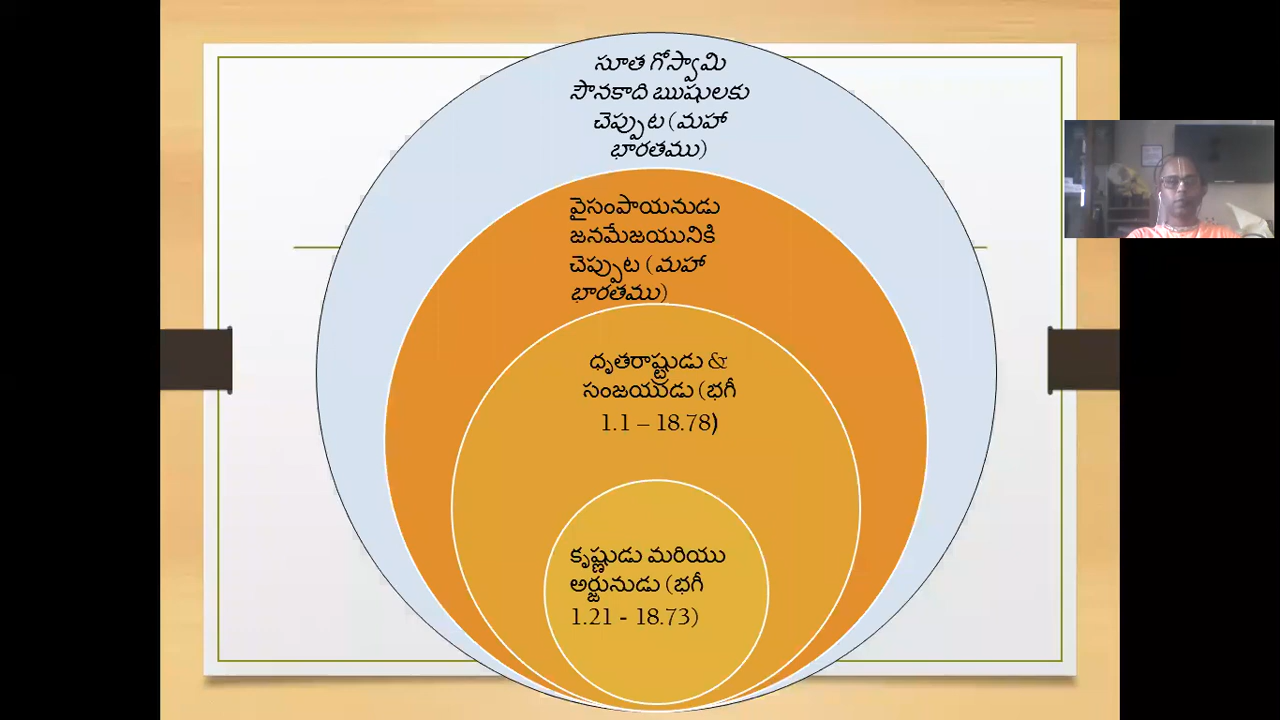 సూత గోస్వామి
సౌనకాది ఋషులకు
చెప్పుట (మహా
భారతము)
వైసంపాయనుడు
జనమేజయునికి
చెప్పుట (మహా
భారతము)
ధృతరాష్ట్రుడు &
సంజయుడు (భగీ
1.1 – 18.78)
కృష్ణుడు మరియు
అర్జునుడు (భగీ
1.21 - 18.73)